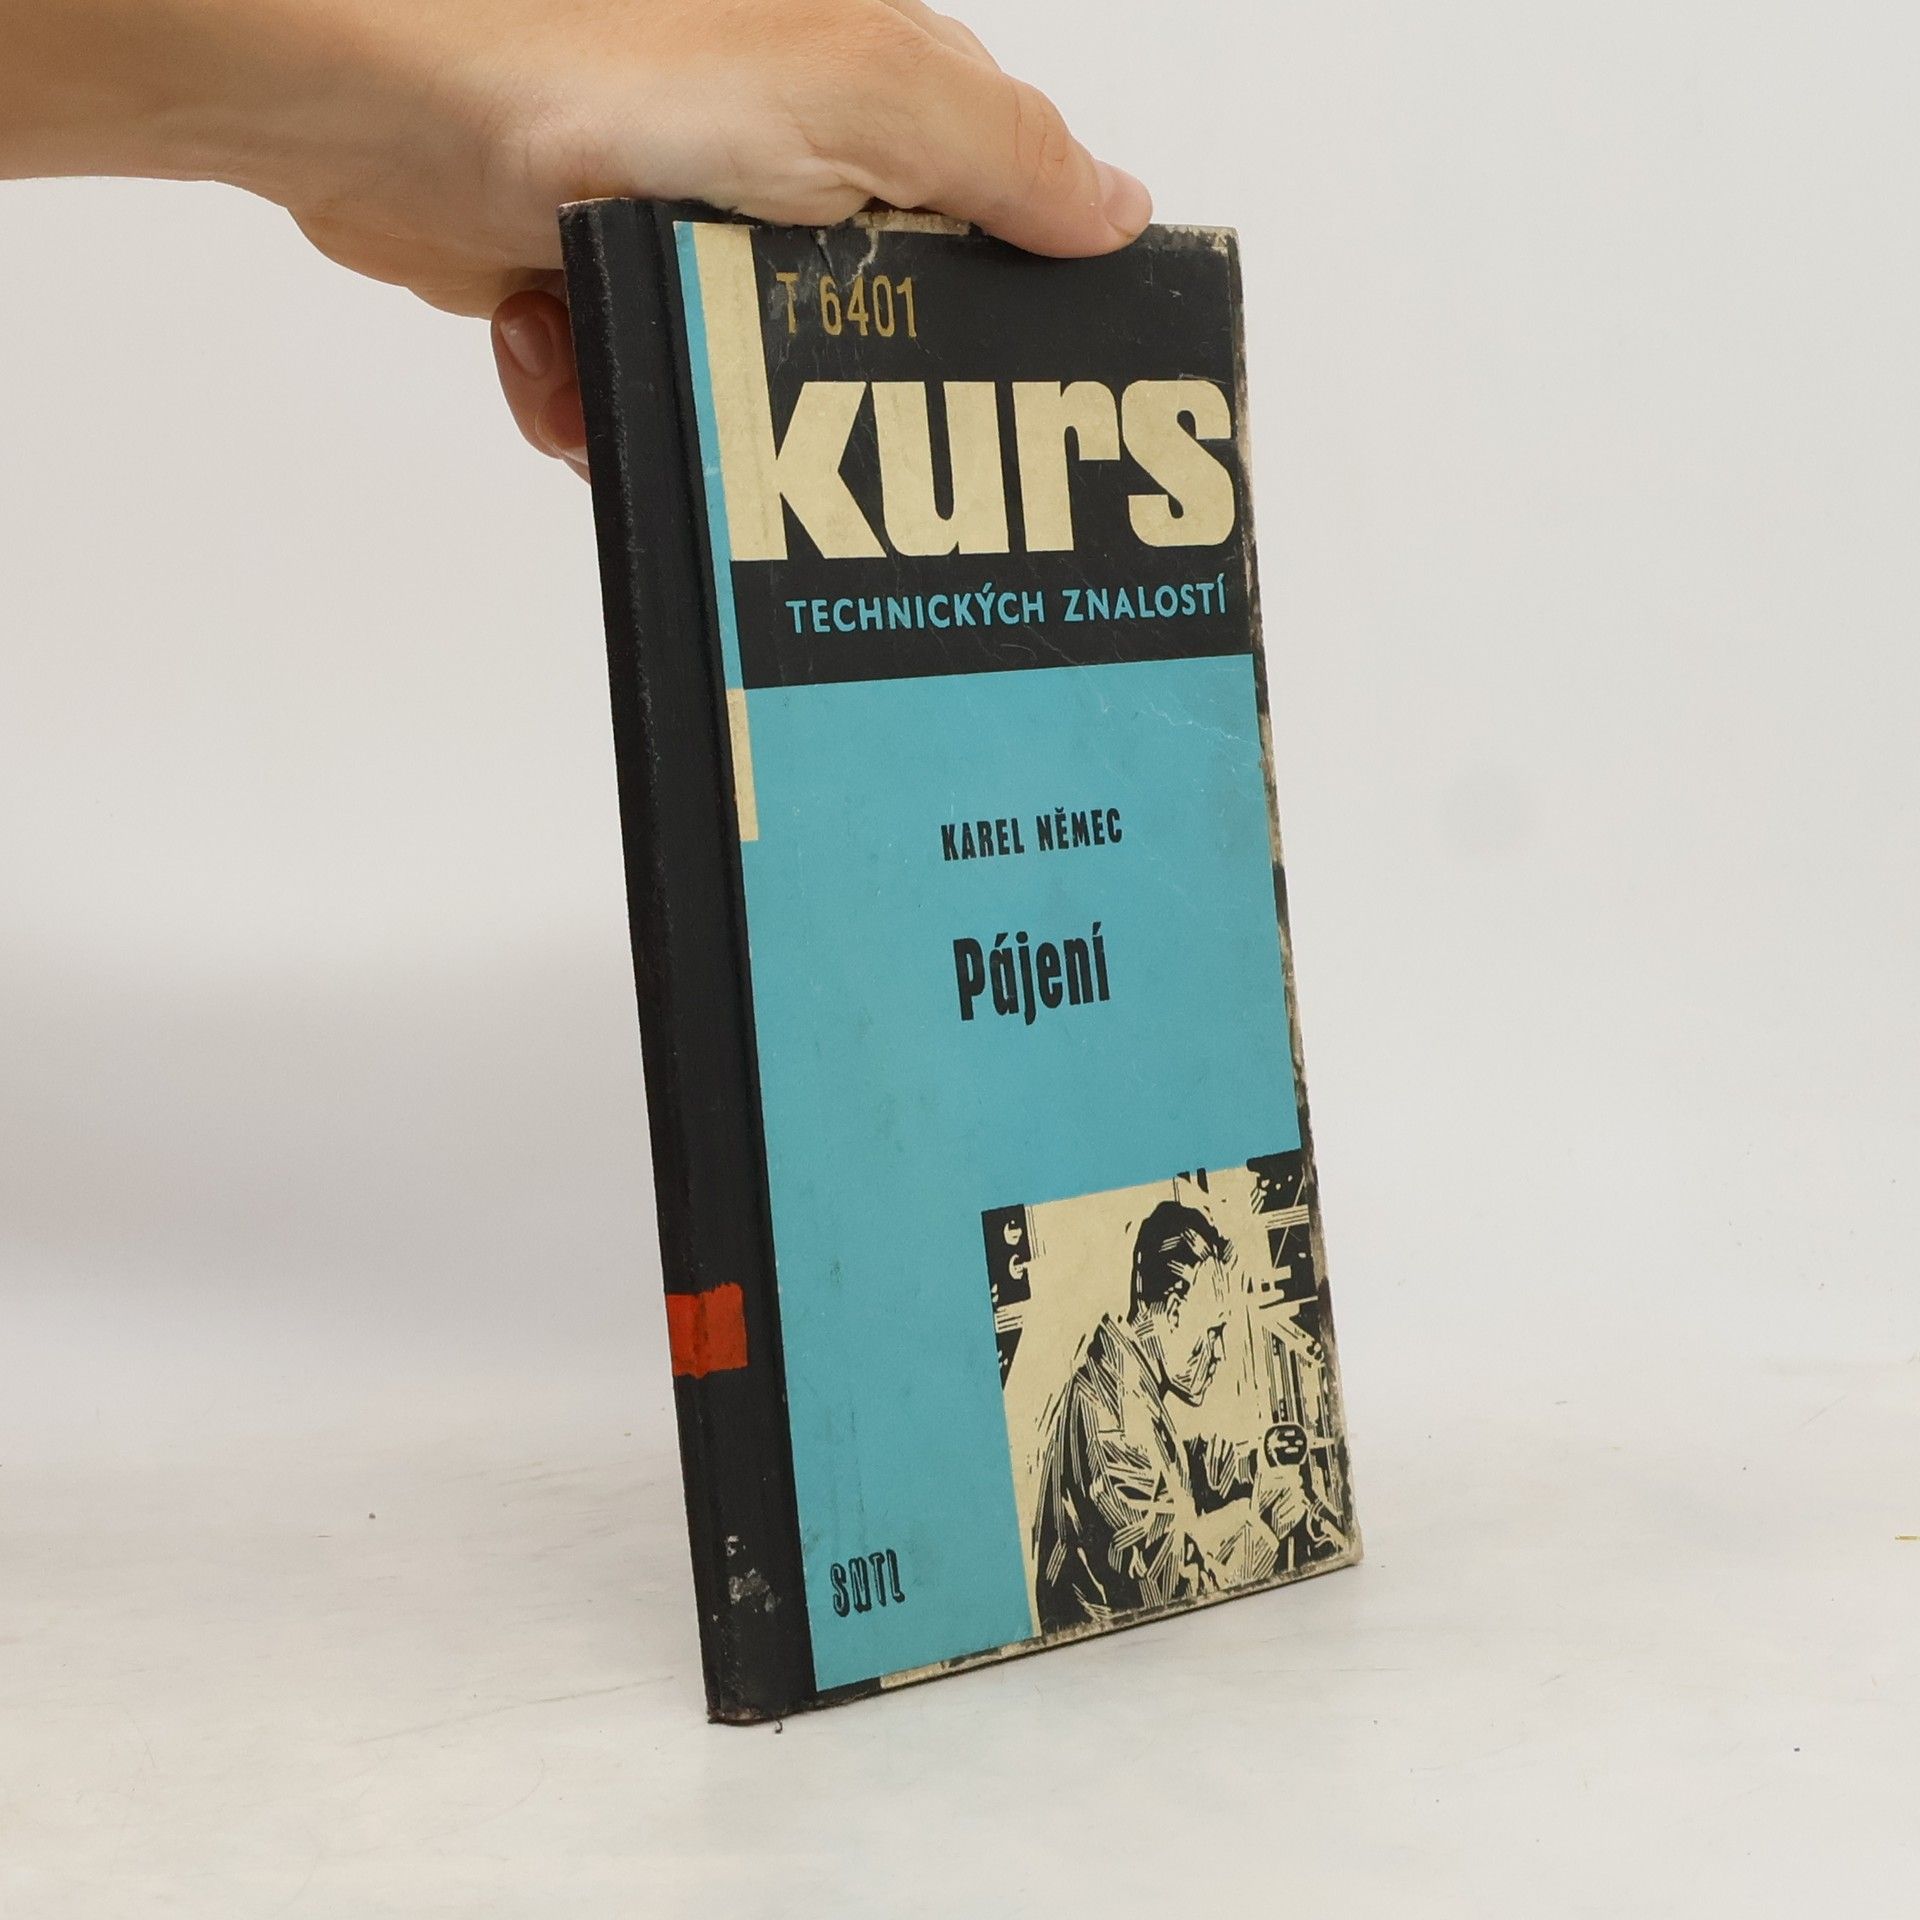 T 6401
kurs
TECHNICKÝCH ZNALOSTÍ
KAREL NĚMEC
Pájení
SNTL